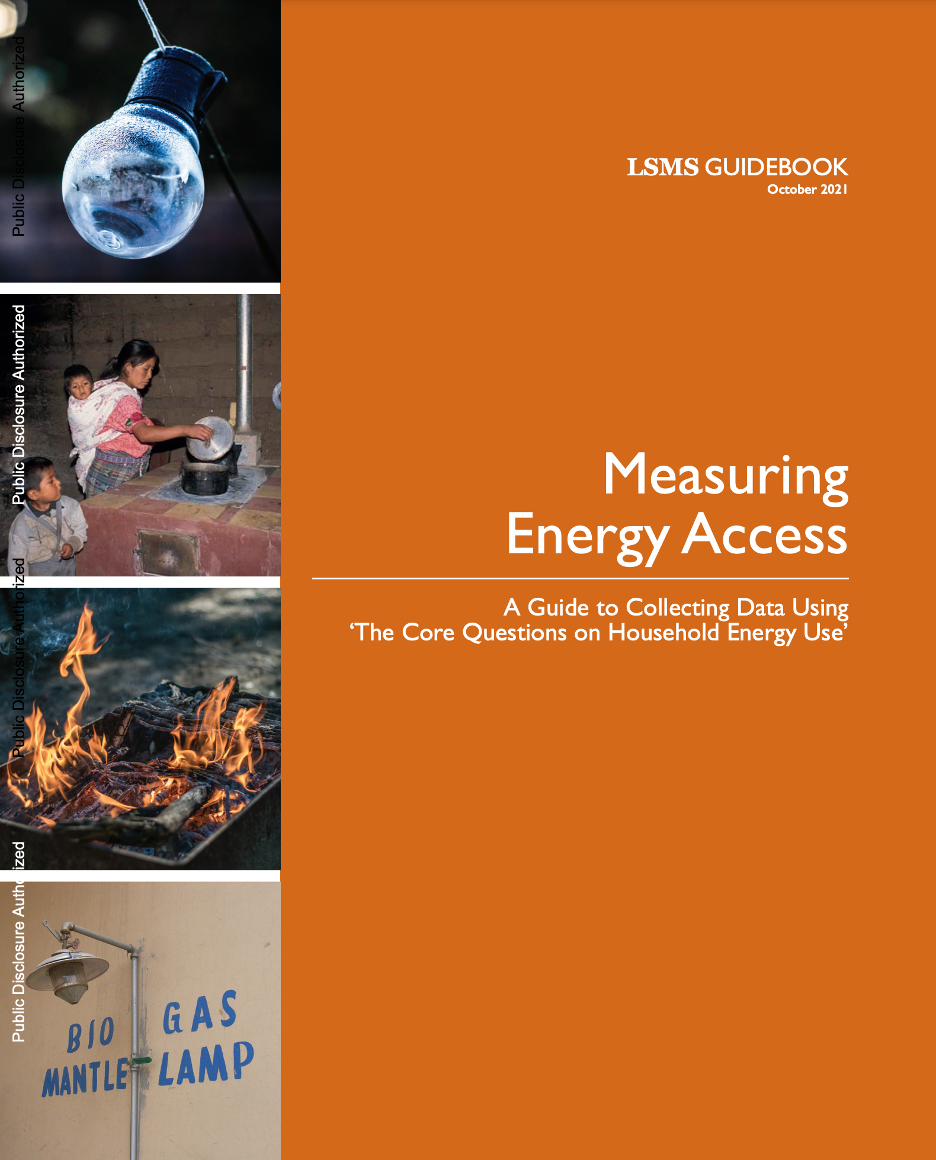 Public Disclosure Authorized
Public Disclosure Authorized
Public Disclosure Authorized
Public Disclosure Authorized
LSMS GUIDEBOOK
October 2021
Measuring
Energy Access
A Guide to Collecting Data Using
‘The Core Questions on Household Energy Use’
BIO GAS
MANTLE LAMP